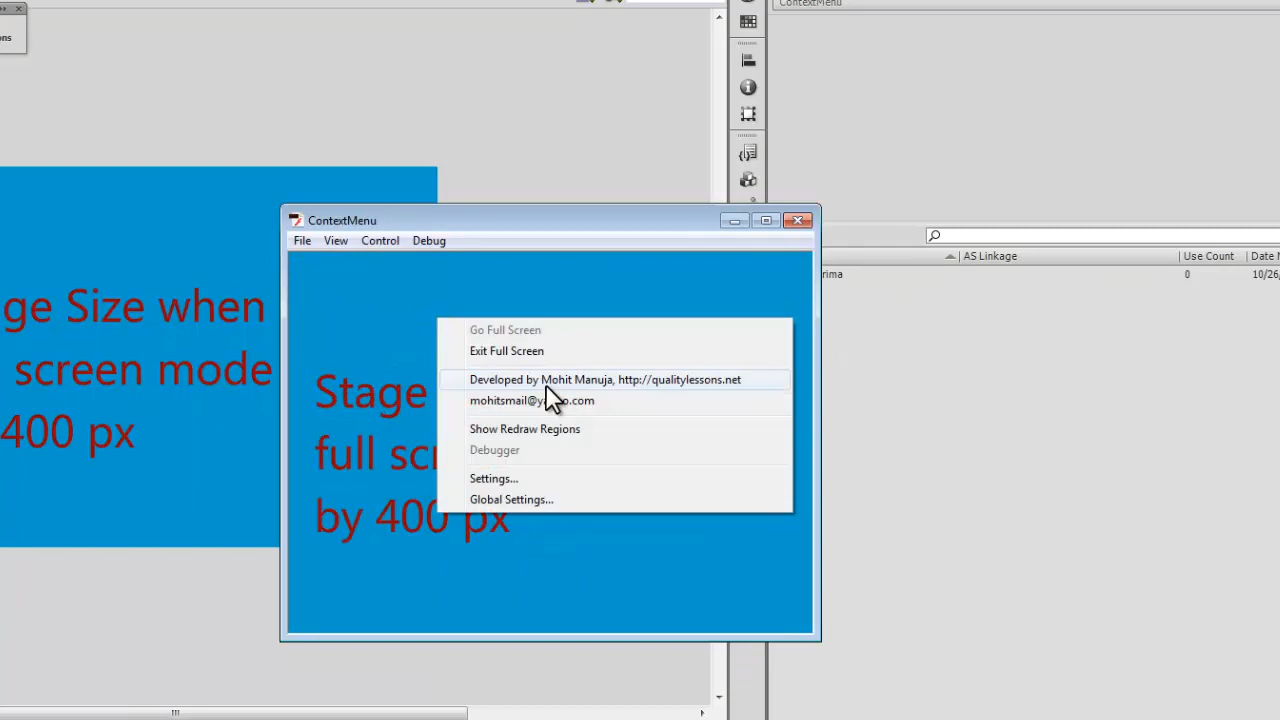 ContextMenu
ons
ContextMenu
File View Control Debug
AS Linkage Use Count Date
rima 0 10/26
ge Size when
screen mode
400 px
Stage
full scr
by 400 px
Go Full Screen
Exit Full Screen
Developed by Mohit Manuja, http://qualitylessons.net
Show Redraw Regions
Debugger
Settings...
Global Settings...